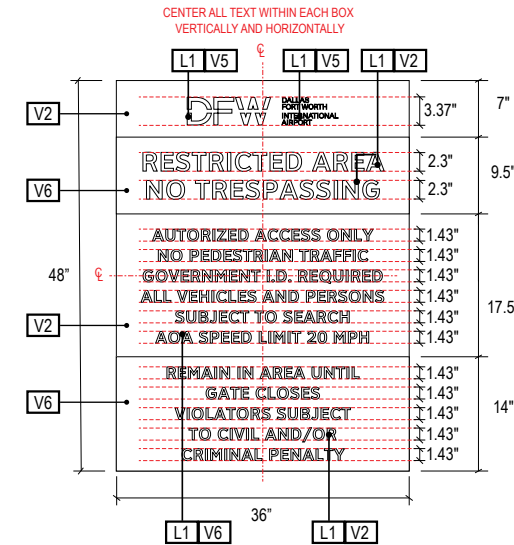 CENTER ALL TEXT WITHIN EACH BOX
VERTICALLY AND HORIZONTALLY
℄
L1 V5
L1 V5
L1 V2
V2
DFW
DALLAS
FORT WORTH
INTERNATIONAL
AIRPORT
3.37"
7"
RESTRICTED AREA
2.3"
9.5"
V6
NO TRESPASSING
2.3"
AUTORIZED ACCESS ONLY
1.43"
NO PEDESTRIAN TRAFFIC
1.43"
48"
℄
GOVERNMENT I.D. REQUIRED
1.43"
ALL VEHICLES AND PERSONS
1.43"
17.5
SUBJECT TO SEARCH
1.43"
V2
AOA SPEED LIMIT 20 MPH
1.43"
REMAIN IN AREA UNTIL
1.43"
GATE CLOSES
1.43"
V6
VIOLATORS SUBJECT
1.43"
14"
TO CIVIL AND/OR
1.43"
CRIMINAL PENALTY
1.43"
36"
L1 V6
L1 V2